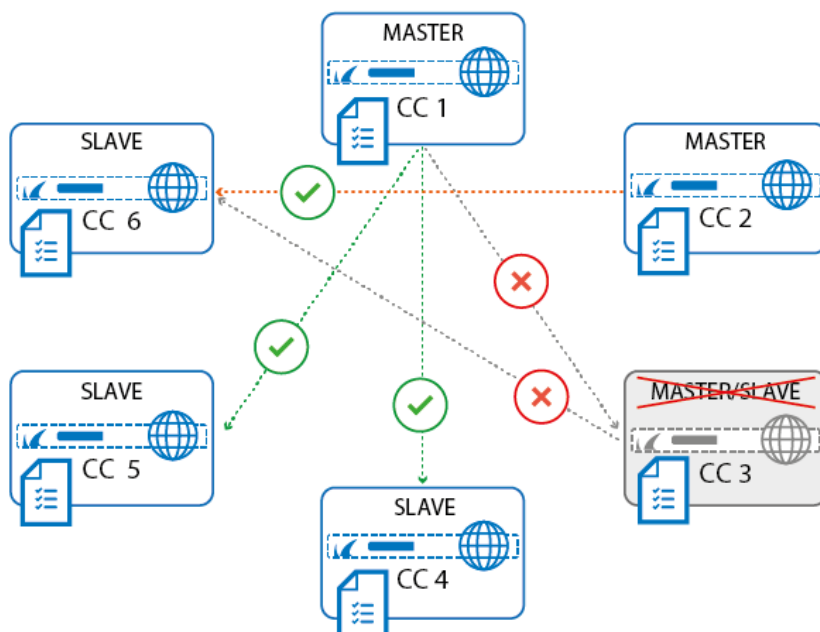 MASTER
CC 1
SLAVE
CC 6
MASTER
CC 2
SLAVE
CC 5
MASTER/SLAVE
CC 3
SLAVE
CC 4